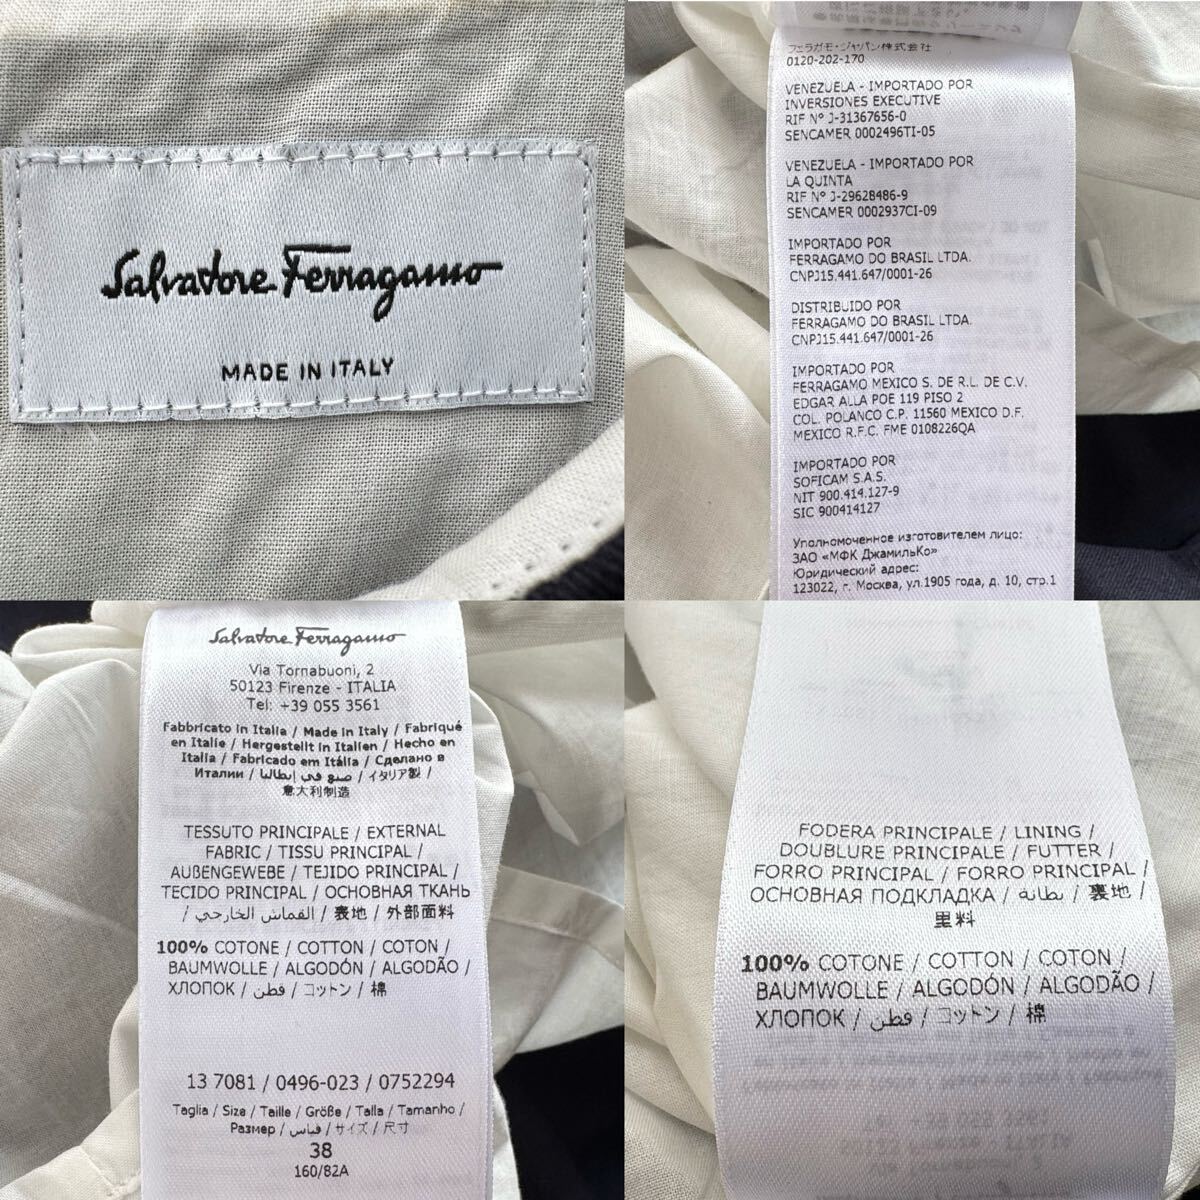 Salvatore Ferragamo
MADE IN ITALY
フェラガモ・ジャパン株式会社
0120-202-170
VENEZUELA - IMPORTADO POR
INVERSIONES EXECUTIVE
RIF Nº J-31367656-0
SENCAMER 0002496TI-05
VENEZUELA - IMPORTADO POR
LA QUINTA
RIF Nº J-29628486-9
SENCAMER 0002937CI-09
IMPORTADO POR
FERRAGAMO DO BRASIL LTDA.
CNPJ15.441.647/0001-26
DISTRIBUIDO POR
FERRAGAMO DO BRASIL LTDA.
CNPJ15.441.647/0001-26
IMPORTADO POR
FERRAGAMO MEXICO S. DE R.L. DE C.V.
EDGAR ALLA POE 119 PISO 2
COL. POLANCO C.P. 11560 MEXICO D.F.
MEXICO R.F.C. FME 0108226QA
IMPORTADO POR
SOFICAM S.A.S.
NIT 900.414.127-9
SIC 900414127
Уполномоченное изготовителем лицо:
ЗАО «МФК ДжамильКо»
Юридический адрес:
123022, г. Москва, ул.1905 года, д. 10, стр.1
Salvatore Ferragamo
Via Tornabuoni, 2
50123 Firenze - ITALIA
Tel: +39 055 3561
Fabbricato in Italia / Made in Italy / Fabriqué
en Italie / Hergestellt in Italien / Hecho en
Italia / Fabricado em Itália / Сделано в
Италии / صنع في إيطاليا / イタリア製 /
意大利制造
TESSUTO PRINCIPALE / EXTERNAL
FABRIC / TISSU PRINCIPAL /
AUßENGEWEBE / TEJIDO PRINCIPAL /
TECIDO PRINCIPAL / ОСНОВНАЯ ТКАНЬ
/ القماش الخارجي / 表地 / 外部面料
100% COTONE / COTTON / COTON /
BAUMWOLLE / ALGODÓN / ALGODÃO /
ХЛОПОК / قطن / コットン / 棉
13 7081 / 0496-023 / 0752294
Taglia / Size / Taille / Größe / Talla / Tamanho /
Размер / قياس / サイズ / 尺寸
38
160/82A
FODERA PRINCIPALE / LINING /
DOUBLURE PRINCIPALE / FUTTER /
FORRO PRINCIPAL / FORRO PRINCIPAL /
ОСНОВНАЯ ПОДКЛАДКА / بطانة / 裏地 /
里料
100% COTONE / COTTON / COTON /
BAUMWOLLE / ALGODÓN / ALGODÃO /
ХЛОПОК / قطن / コットン / 棉